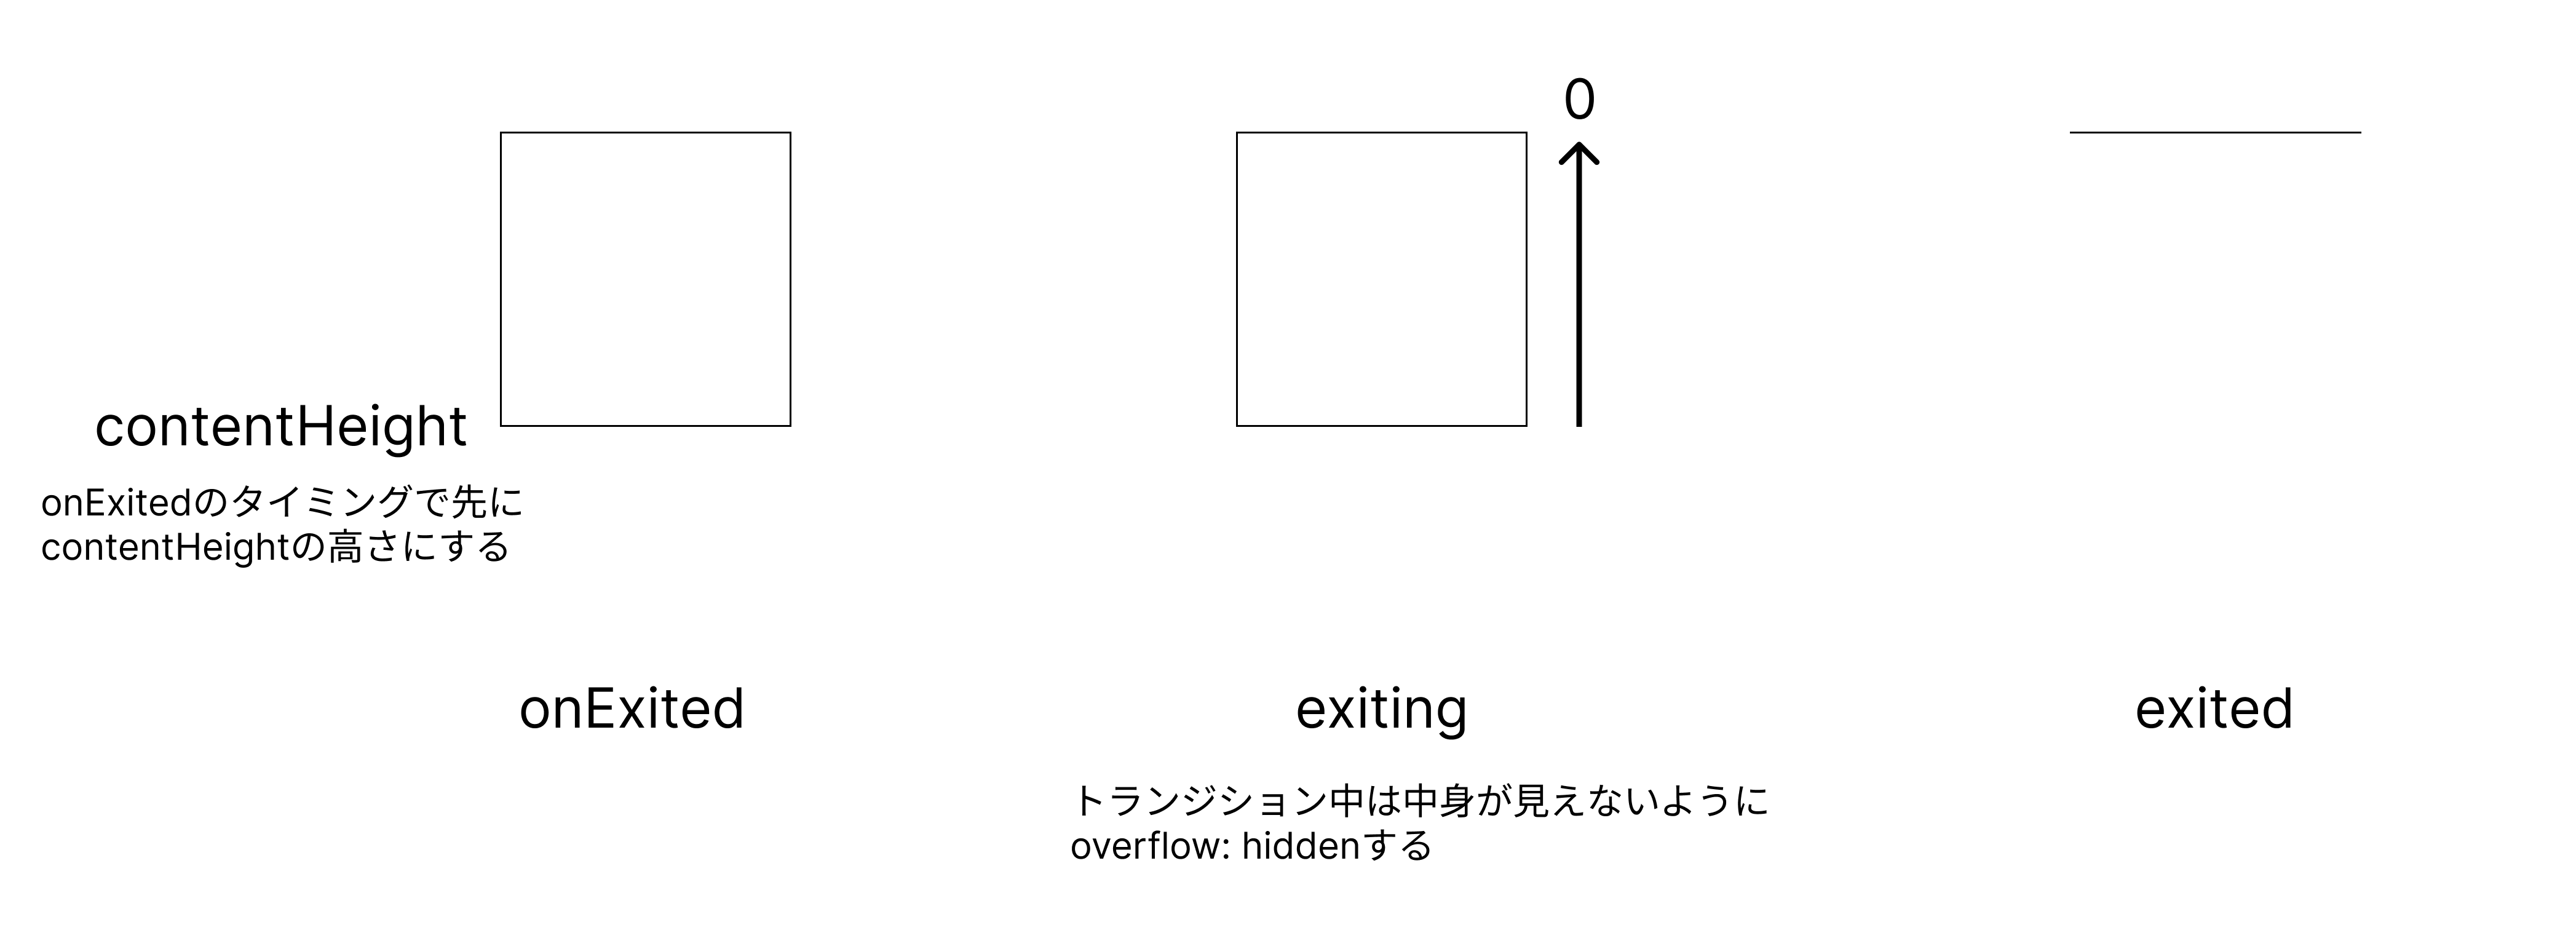 0
contentHeight
onExitedのタイミングで先に
contentHeightの高さにする
onExited
exiting
exited
トランジション中は中身が見えないように
overflow: hiddenする